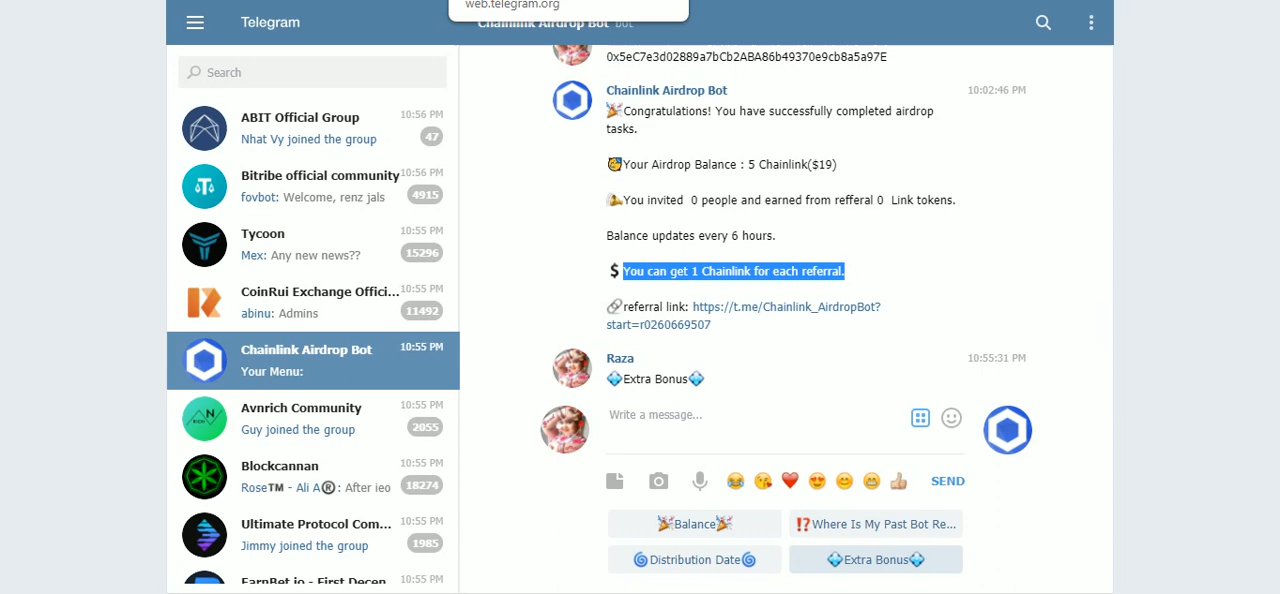 web.telegram.org
Telegram
Chainlink Airdrop Bot bot
Search
ABIT Official Group 10:56 PM
Nhat Vy joined the group 47
Bitribe official community 10:56 PM
fovbot: Welcome, renz jals 4915
Tycoon 10:55 PM
Mex: Any new news?? 15296
CoinRui Exchange Offici... 10:55 PM
abinu: Admins 11492
Chainlink Airdrop Bot 10:55 PM
Your Menu:
Avnrich Community 10:55 PM
Guy joined the group 2055
Blockcannan 10:55 PM
Rose™️ - Ali A®️: After ieo 18274
Ultimate Protocol Com... 10:55 PM
Jimmy joined the group 1985
EarnBet.io - First Decen... 10:55 PM
0x5eC7e3d02889a7bCb2ABA86b49370e9cb8a5a97E
Chainlink Airdrop Bot 10:02:46 PM
🎉Congratulations! You have successfully completed airdrop
tasks.
Your Airdrop Balance : 5 Chainlink($19)
You invited 0 people and earned from refferal 0 Link tokens.
Balance updates every 6 hours.
$ You can get 1 Chainlink for each referral.
🔗referral link: https://t.me/Chainlink_AirdropBot?
start=r0260669507
Raza 10:55:31 PM
💠Extra Bonus💠
Write a message...
SEND
🎉Balance🎉 ⁉️Where Is My Past Bot Re...
🌀Distribution Date🌀 💠Extra Bonus💠